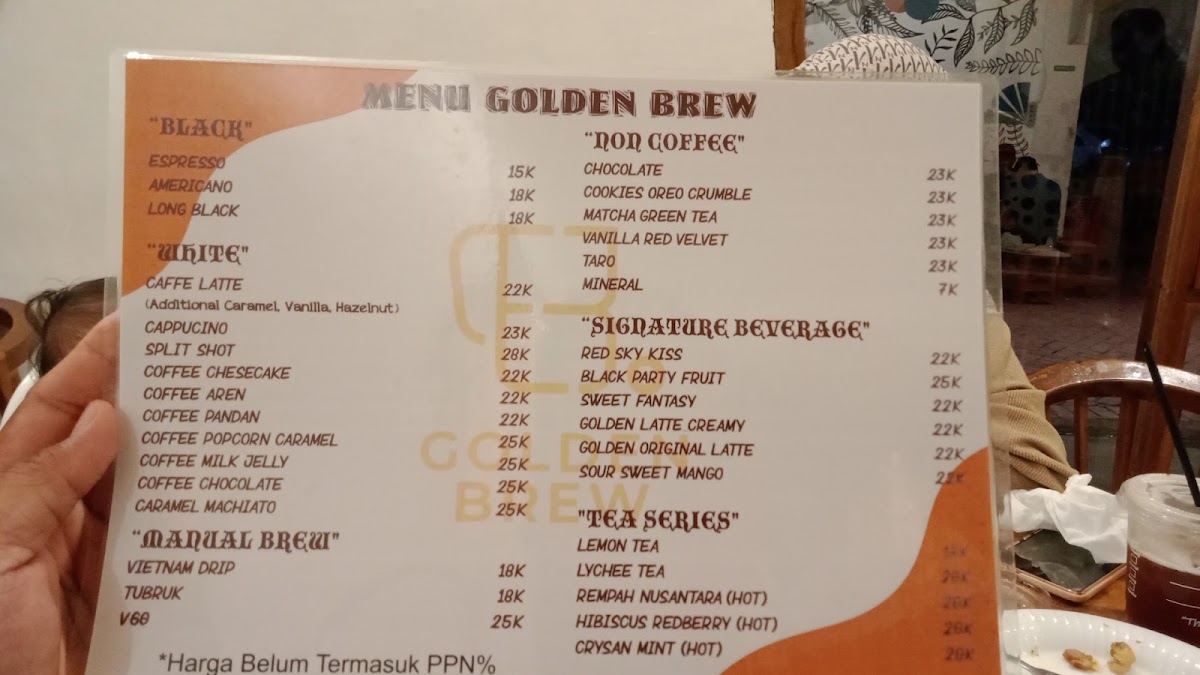 MENU GOLDEN BREW
"BLACK"
ESPRESSO 15K
AMERICANO 18K
LONG BLACK 18K
"WHITE"
CAFFE LATTE 22K
(Additional Caramel, Vanilla, Hazelnut)
CAPPUCINO 23K
SPLIT SHOT 28K
COFFEE CHESECAKE 22K
COFFEE AREN 22K
COFFEE PANDAN 22K
COFFEE POPCORN CARAMEL 25K
COFFEE MILK JELLY 25K
COFFEE CHOCOLATE 25K
CARAMEL MACHIATO 25K
"MANUAL BREW"
VIETNAM DRIP 18K
TUBRUK 18K
V60 25K
*Harga Belum Termasuk PPN%
"NON COFFEE"
CHOCOLATE 23K
COOKIES OREO CRUMBLE 23K
MATCHA GREEN TEA 23K
VANILLA RED VELVET 23K
TARO 23K
MINERAL 7K
"SIGNATURE BEVERAGE"
RED SKY KISS 22K
BLACK PARTY FRUIT 25K
SWEET FANTASY 22K
GOLDEN LATTE CREAMY 22K
GOLDEN ORIGINAL LATTE 22K
SOUR SWEET MANGO 22K
"TEA SERIES"
LEMON TEA
LYCHEE TEA 20K
REMPAH NUSANTARA (HOT) 20K
HIBISCUS REDBERRY (HOT) 20K
CRYSAN MINT (HOT) 20K
GOLDEN
BREW